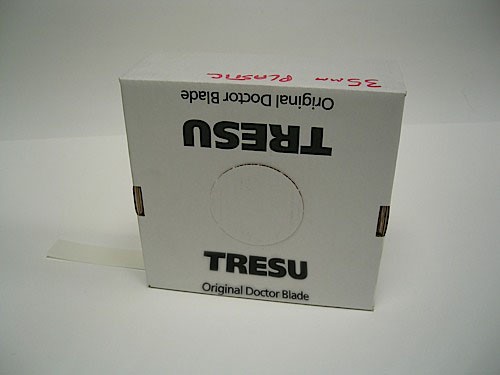 35mm PLASTIC
Original Doctor Blade
TRESU
TRESU
Original Doctor Blade